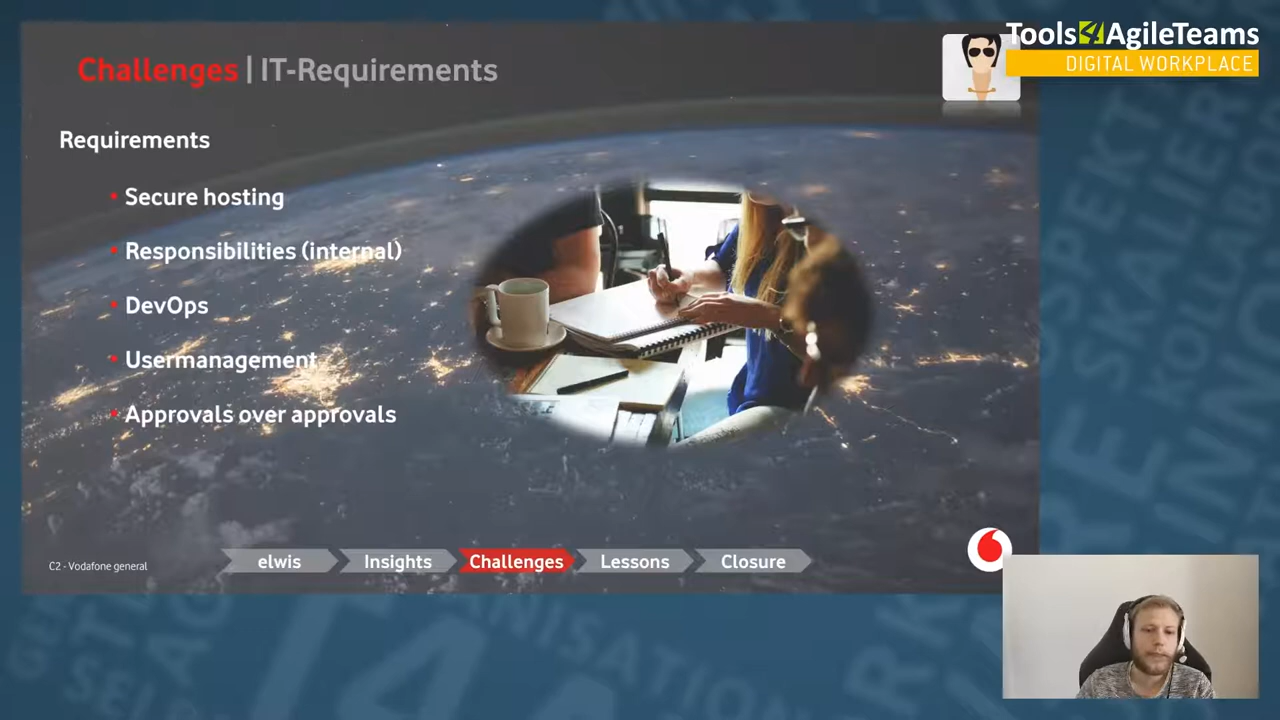 Tools4AgileTeams
DIGITAL WORKPLACE
Challenges | IT-Requirements
Requirements
• Secure hosting
• Responsibilities (internal)
• DevOps
• Usermanagement
• Approvals over approvals
C2 - Vodafone general
elwis
Insights
Challenges
Lessons
Closure